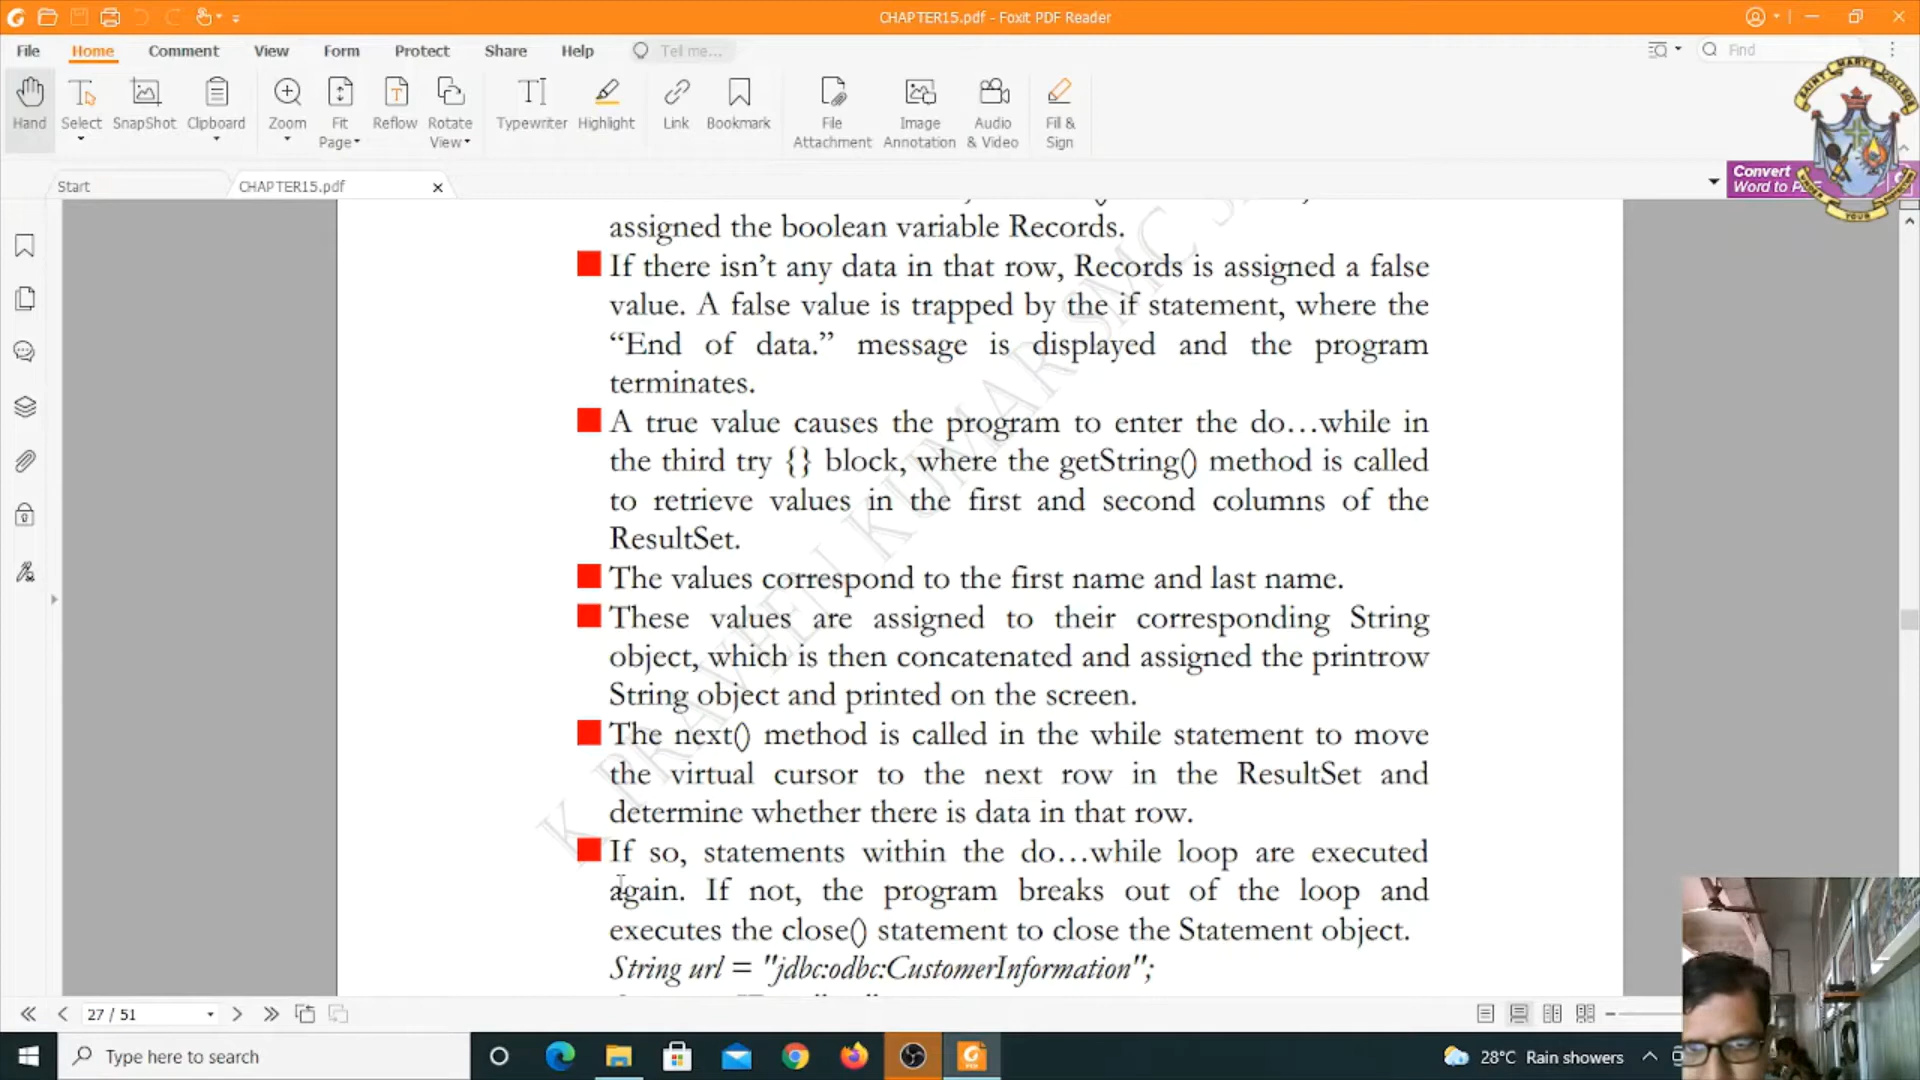 CHAPTER15.pdf - Foxit PDF Reader
File Home Comment View Form Protect Share Help Tell me... Find
Hand Select SnapShot Clipboard Zoom Fit Page Reflow Rotate View Typewriter Highlight Link Bookmark File Attachment Image Annotation Audio & Video Fill & Sign
Start CHAPTER15.pdf
Convert
Word to
assigned the boolean variable Records.
If there isn’t any data in that row, Records is assigned a false
value. A false value is trapped by the if statement, where the
“End of data.” message is displayed and the program
terminates.
A true value causes the program to enter the do…while in
the third try {} block, where the getString() method is called
to retrieve values in the first and second columns of the
ResultSet.
The values correspond to the first name and last name.
These values are assigned to their corresponding String
object, which is then concatenated and assigned the printrow
String object and printed on the screen.
The next() method is called in the while statement to move
the virtual cursor to the next row in the ResultSet and
determine whether there is data in that row.
If so, statements within the do…while loop are executed
again. If not, the program breaks out of the loop and
executes the close() statement to close the Statement object.
String url = "jdbc:odbc:CustomerInformation";
K PRAVEEN KUMAR SMC
27 / 51
Type here to search
28°C Rain showers